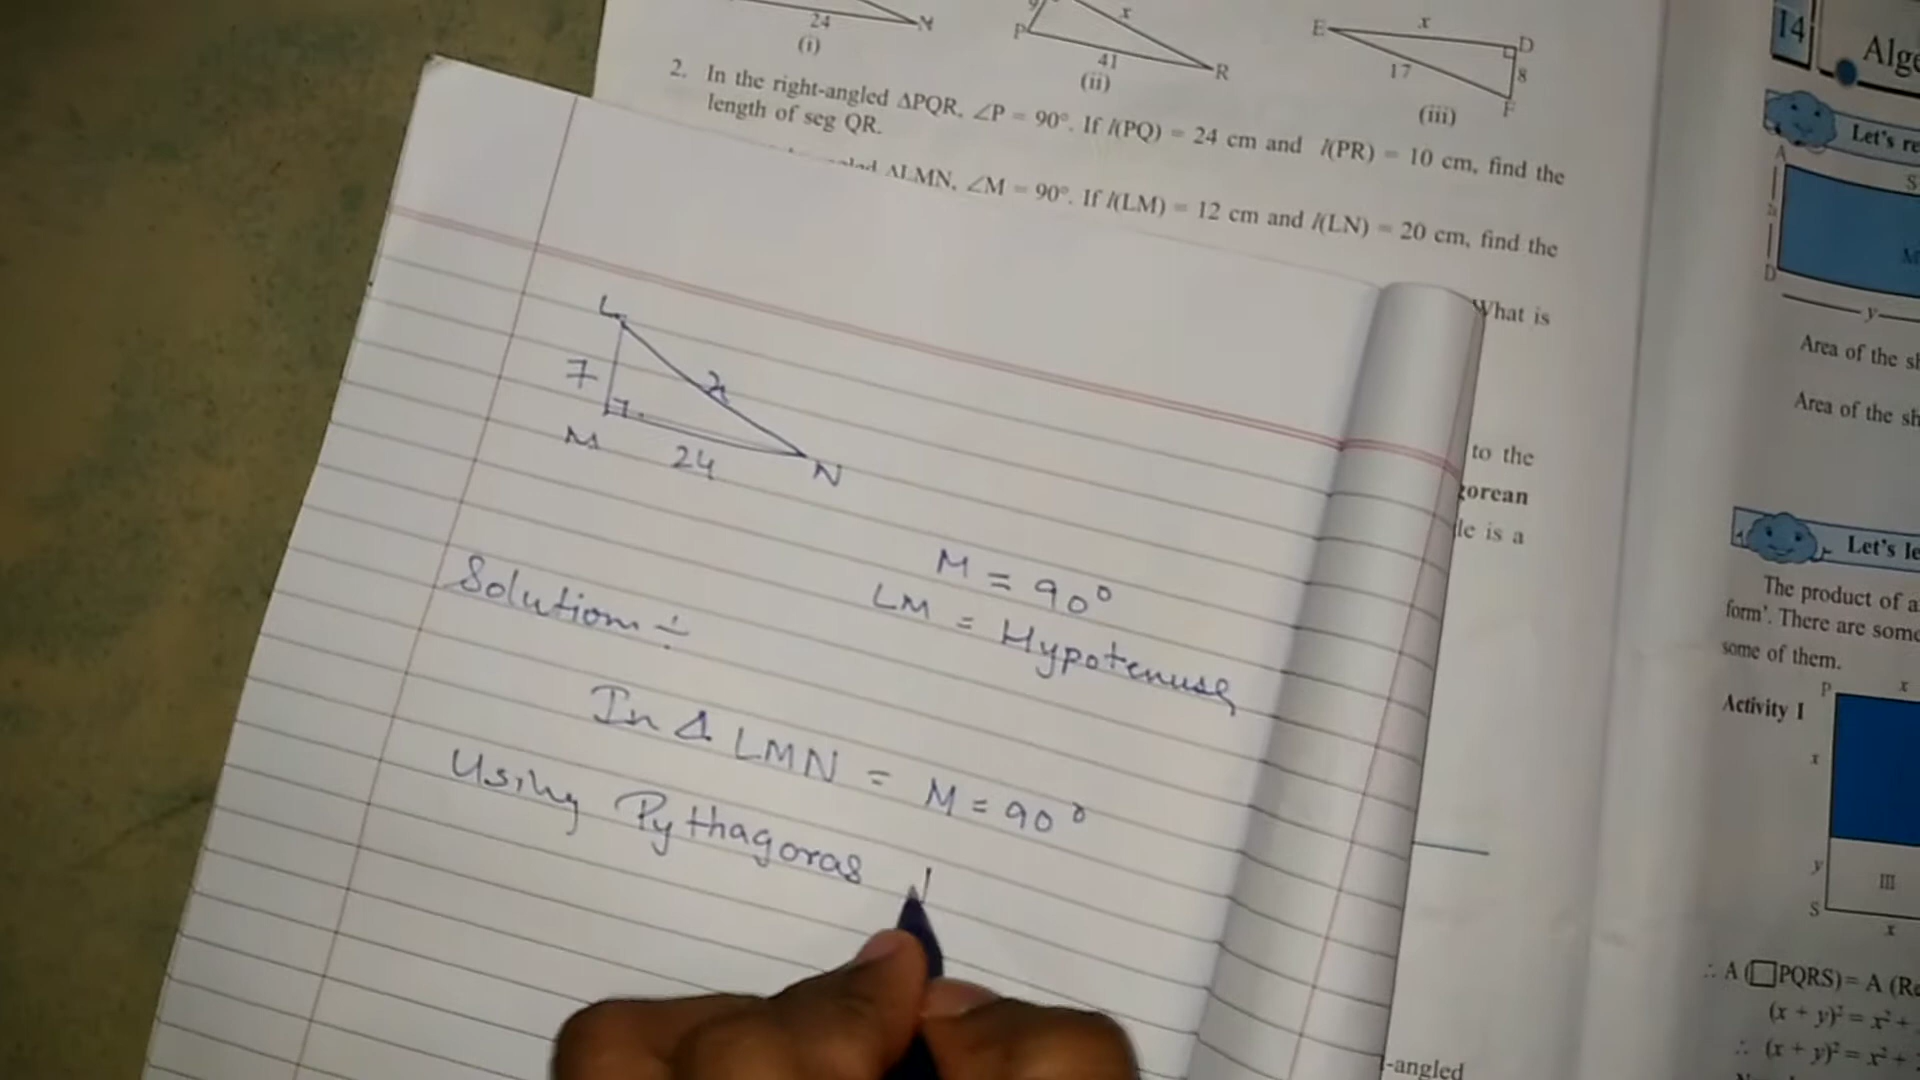 24
N
(i)
P
41
R
x
(ii)
E
x
D
17
8
F
(iii)
2. In the right-angled ΔPQR, ∠P = 90°. If l(PQ) = 24 cm and l(PR) = 10 cm, find the
length of seg QR.
ΔLMN, ∠M = 90°. If l(LM) = 12 cm and l(LN) = 20 cm, find the
What is
to the
gorean
le is a
-angled
L
7
x
M
24
N
M = 90°
LM = Hypotenuse
Solution ÷
In Δ LMN = M = 90°
Using Pythagoras
14
Alge
Let's re
A
D
y
Area of the sh
Area of the sh
Let's le
The product of a
form'. There are some
some of them.
Activity I
P
x
x
y
III
S
x
∴ A (□PQRS) = A (Re
(x + y)² = x² +
∴ (x + y)² = x² +